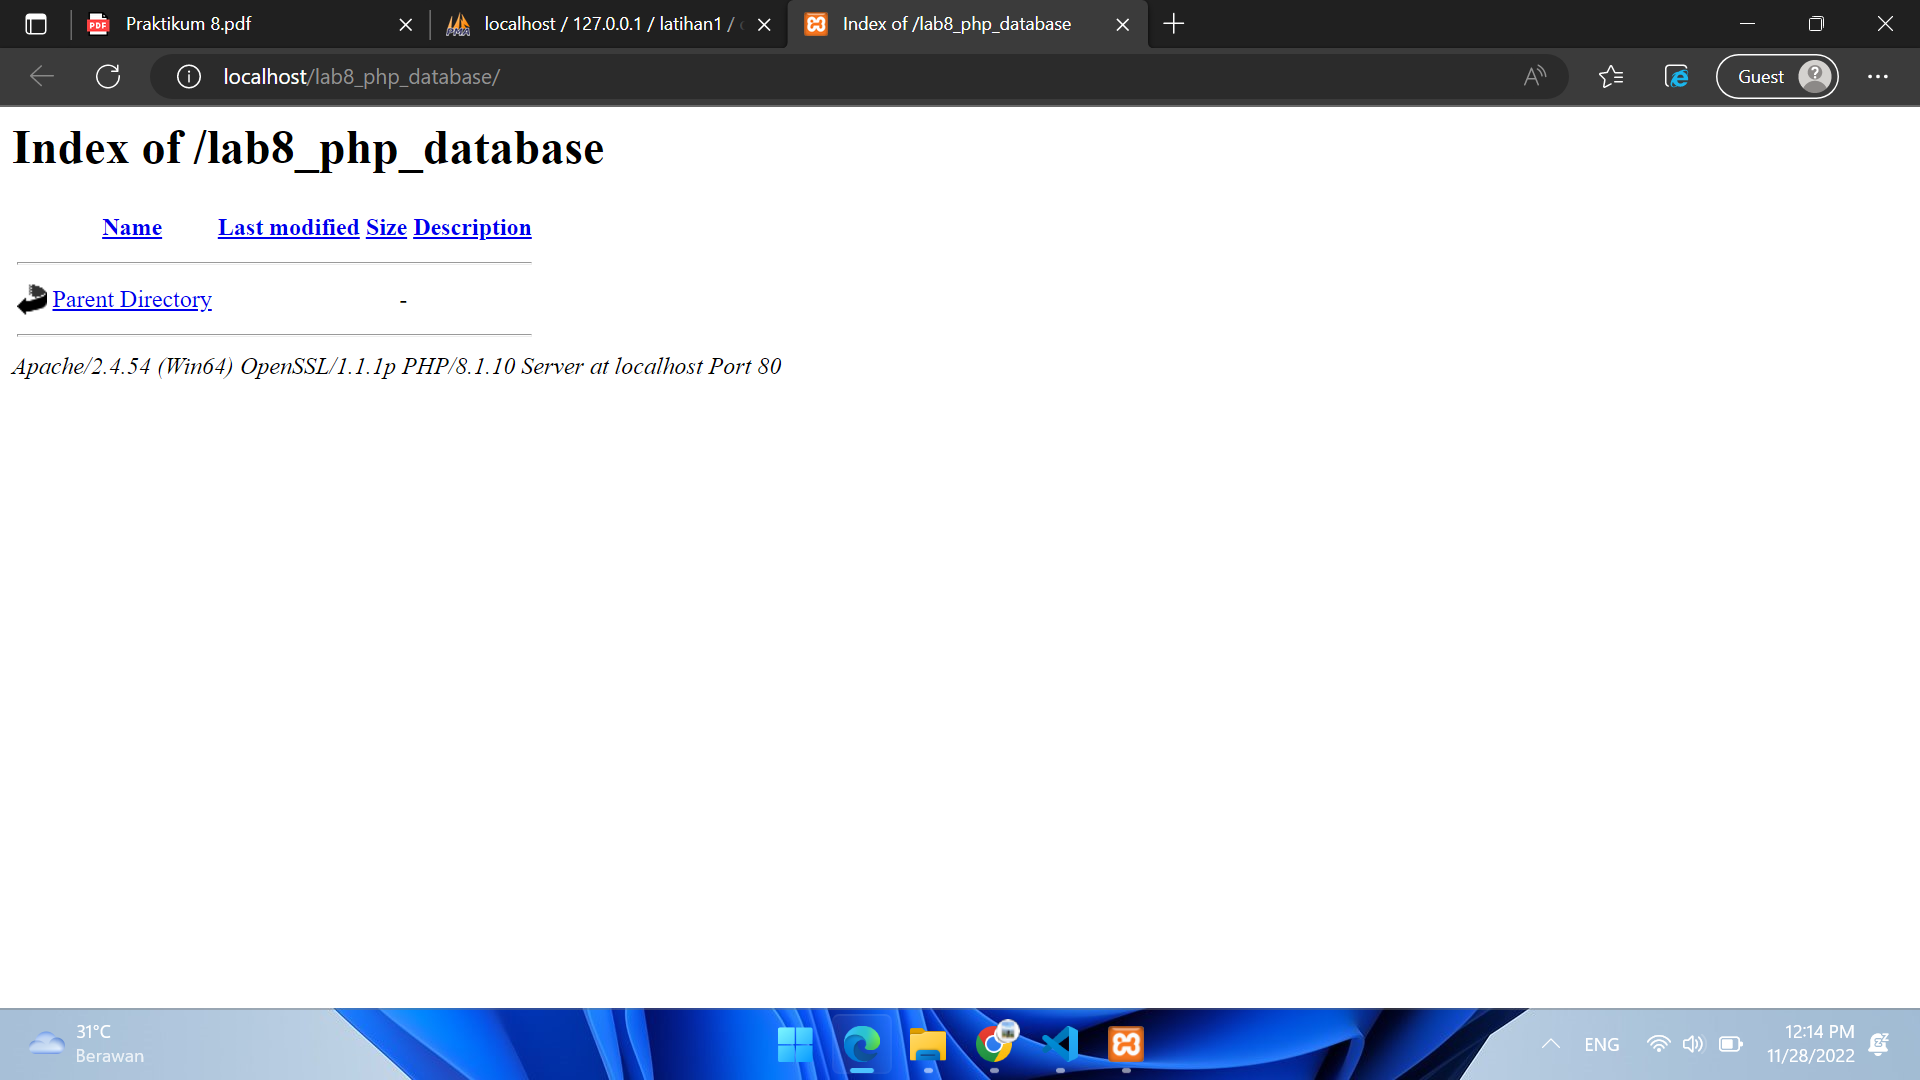 Praktikum 8.pdf
localhost / 127.0.0.1 / latihan1 /
Index of /lab8_php_database
localhost/lab8_php_database/
Guest
Index of /lab8_php_database
Name Last modified Size Description
Parent Directory -
Apache/2.4.54 (Win64) OpenSSL/1.1.1p PHP/8.1.10 Server at localhost Port 80
31°C
Berawan
ENG
12:14 PM
11/28/2022